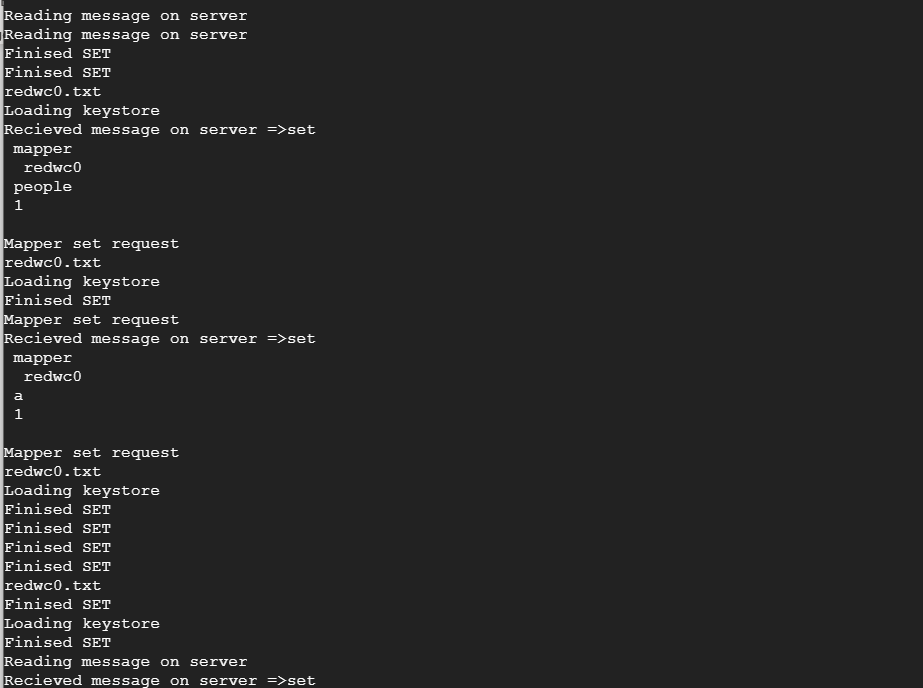 Reading message on server
Reading message on server
Finised SET
Finised SET
redwc0.txt
Loading keystore
Recieved message on server =>set
mapper
redwc0
people
1
Mapper set request
redwc0.txt
Loading keystore
Finised SET
Mapper set request
Recieved message on server =>set
mapper
redwc0
a
1
Mapper set request
redwc0.txt
Loading keystore
Finised SET
Finised SET
Finised SET
Finised SET
redwc0.txt
Finised SET
Loading keystore
Finised SET
Reading message on server
Recieved message on server =>set